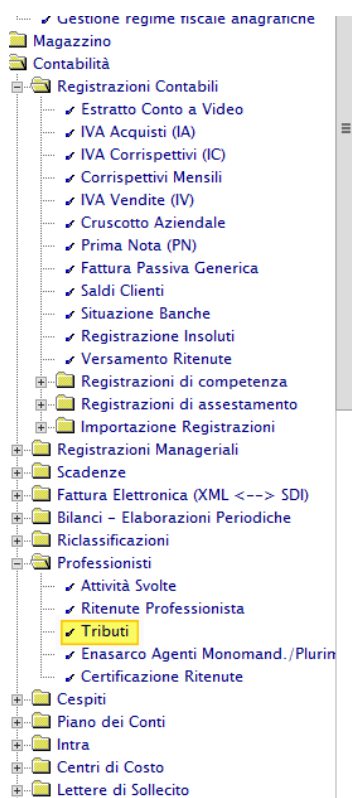 Gestione regime fiscale anagrafiche
Magazzino
Contabilità
Registrazioni Contabili
Estratto Conto a Video
IVA Acquisti (IA)
IVA Corrispettivi (IC)
Corrispettivi Mensili
IVA Vendite (IV)
Cruscotto Aziendale
Prima Nota (PN)
Fattura Passiva Generica
Saldi Clienti
Situazione Banche
Registrazione Insoluti
Versamento Ritenute
Registrazioni di competenza
Registrazioni di assestamento
Importazione Registrazioni
Registrazioni Manageriali
Scadenze
Fattura Elettronica (XML <--> SDI)
Bilanci - Elaborazioni Periodiche
Riclassificazioni
Professionisti
Attività Svolte
Ritenute Professionista
Tributi
Enasarco Agenti Monomand./Plurin
Certificazione Ritenute
Cespiti
Piano dei Conti
Intra
Centri di Costo
Lettere di Sollecito